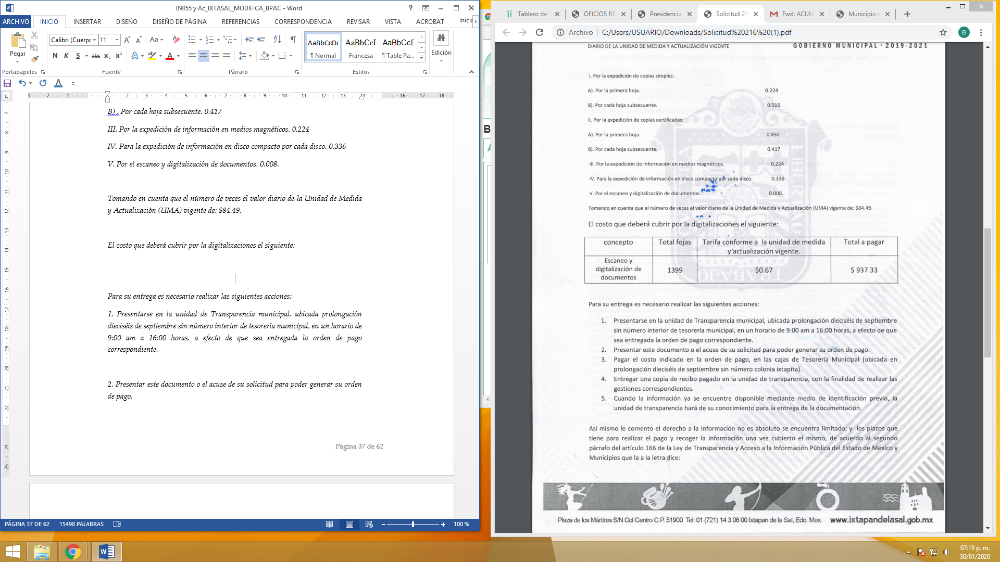 09055 y Ac_IXTASAL_MODIFICA_BPAC - Word
ARCHIVO INICIO INSERTAR DISEÑO DISEÑO DE PÁGINA REFERENCIAS CORRESPONDENCIA REVISAR VISTA ACROBAT Inicia
Calibri (Cuerpo 11
Pegar
N K S abc x₂ x²
AaBbCcDc AaBbCcI AaBbCcI
¶ Normal Francesa ¶ Table Pa...
Edición
Portapapeles Fuente Párrafo Estilos
3 2 1 1 2 3 4 5 6 7 8 9 10 11 12 13 14 16 17 18
B) . Por cada hoja subsecuente. 0.417
III. Por la expedición de información en medios magnéticos. 0.224
IV. Para la expedición de información en disco compacto por cada disco. 0.336
V. Por el escaneo y digitalización de documentos. 0.008.
Tomando en cuenta que el número de veces el valor diario de-la Unidad de Medida
y Actualización (UMA) vigente de: $84.49.
El costo que deberá cubrir por la digitalizaciones el siguiente:
Para su entrega es necesario realizar las siguientes acciones:
1. Presentarse en la unidad de Transparencia municipal, ubicada prolongación
dieciséis de septiembre sin número interior de tesorería municipal, en un horario de
9:00 am a 16:00 horas, a efecto de que sea entregada la orden de pago
correspondiente.
2. Presentar este documento o el acuse de su solicitud para poder generar su orden
de pago.
Página 37 de 62
PÁGINA 37 DE 62 15498 PALABRAS 100 %
Tablero de S OFICIOS RE Presidencia Solicitud 21 Fwd: ACUM Municipio o
Archivo C:/Users/USUARIO/Downloads/Solicitud%20216%20(1).pdf B
DIARIO DE LA UNIDAD DE MEDIDA Y ACTUALIZACIÓN VIGENTE GOBIERNO MUNICIPAL · 2019-2021
I. Por la expedición de copias simples:
A). Por la primera hoja. 0.224
B). Por cada hoja subsecuente. 0.016
II. Por la expedición de copias certificadas:
A). Por la primera hoja. 0.850
B). Por cada hoja subsecuente. 0.417
III. Por la expedición de información en medios magnéticos. 0.224
IV. Para la expedición de información en disco compacto por cada disco. 0.336
V. Por el escaneo y digitalización de documentos. 0.008.
Tomando en cuenta que el número de veces el valor diario de la Unidad de Medida y Actualización (UMA) vigente de: $84.49.
El costo que deberá cubrir por la digitalizaciones el siguiente:
concepto Total fojas Tarifa conforme a la unidad de medida y actualización vigente. Total a pagar
Escaneo y digitalización de documentos 1399 $0.67 $ 937.33
LIBERTAD
TRABAJO
Para su entrega es necesario realizar las siguientes acciones:
1. Presentarse en la unidad de Transparencia municipal, ubicada prolongación dieciséis de septiembre
sin número interior de tesorería municipal, en un horario de 9:00 am a 16:00 horas, a efecto de que
sea entregada la orden de pago correspondiente.
2. Presentar este documento o el acuse de su solicitud para poder generar su orden de pago.
3. Pagar el costo indicado en la orden de pago, en las cajas de Tesorería Municipal (ubicada en
prolongación dieciséis de septiembre sin número colonia ixtapita).
4. Entregar una copia de recibo pagado en la unidad de transparencia, con la finalidad de realizar las
gestiones correspondientes.
5. Cuando la información ya se encuentre disponible mediante medio de identificación previo, la
unidad de transparencia hará de su conocimiento para la entrega de la documentación.
Así mismo le comento el derecho a la información no es absoluto se encuentra limitado; y los plazos que
tiene para realizar el pago y recoger la información una vez cubierto el mismo, de acuerdo al segundo
párrafo del artículo 166 de la Ley de Transparencia y Acceso a la Información Pública del Estado de México y
Municipios que la a la letra dice:
Plaza de los Mártires S/N Col Centro C.P. 51900 Tel: 01 (721) 14 3 06 00 Ixtapan de la Sal, Edo. Mex. www.ixtapandelasal.gob.mx
07:19 p. m.
30/01/2020